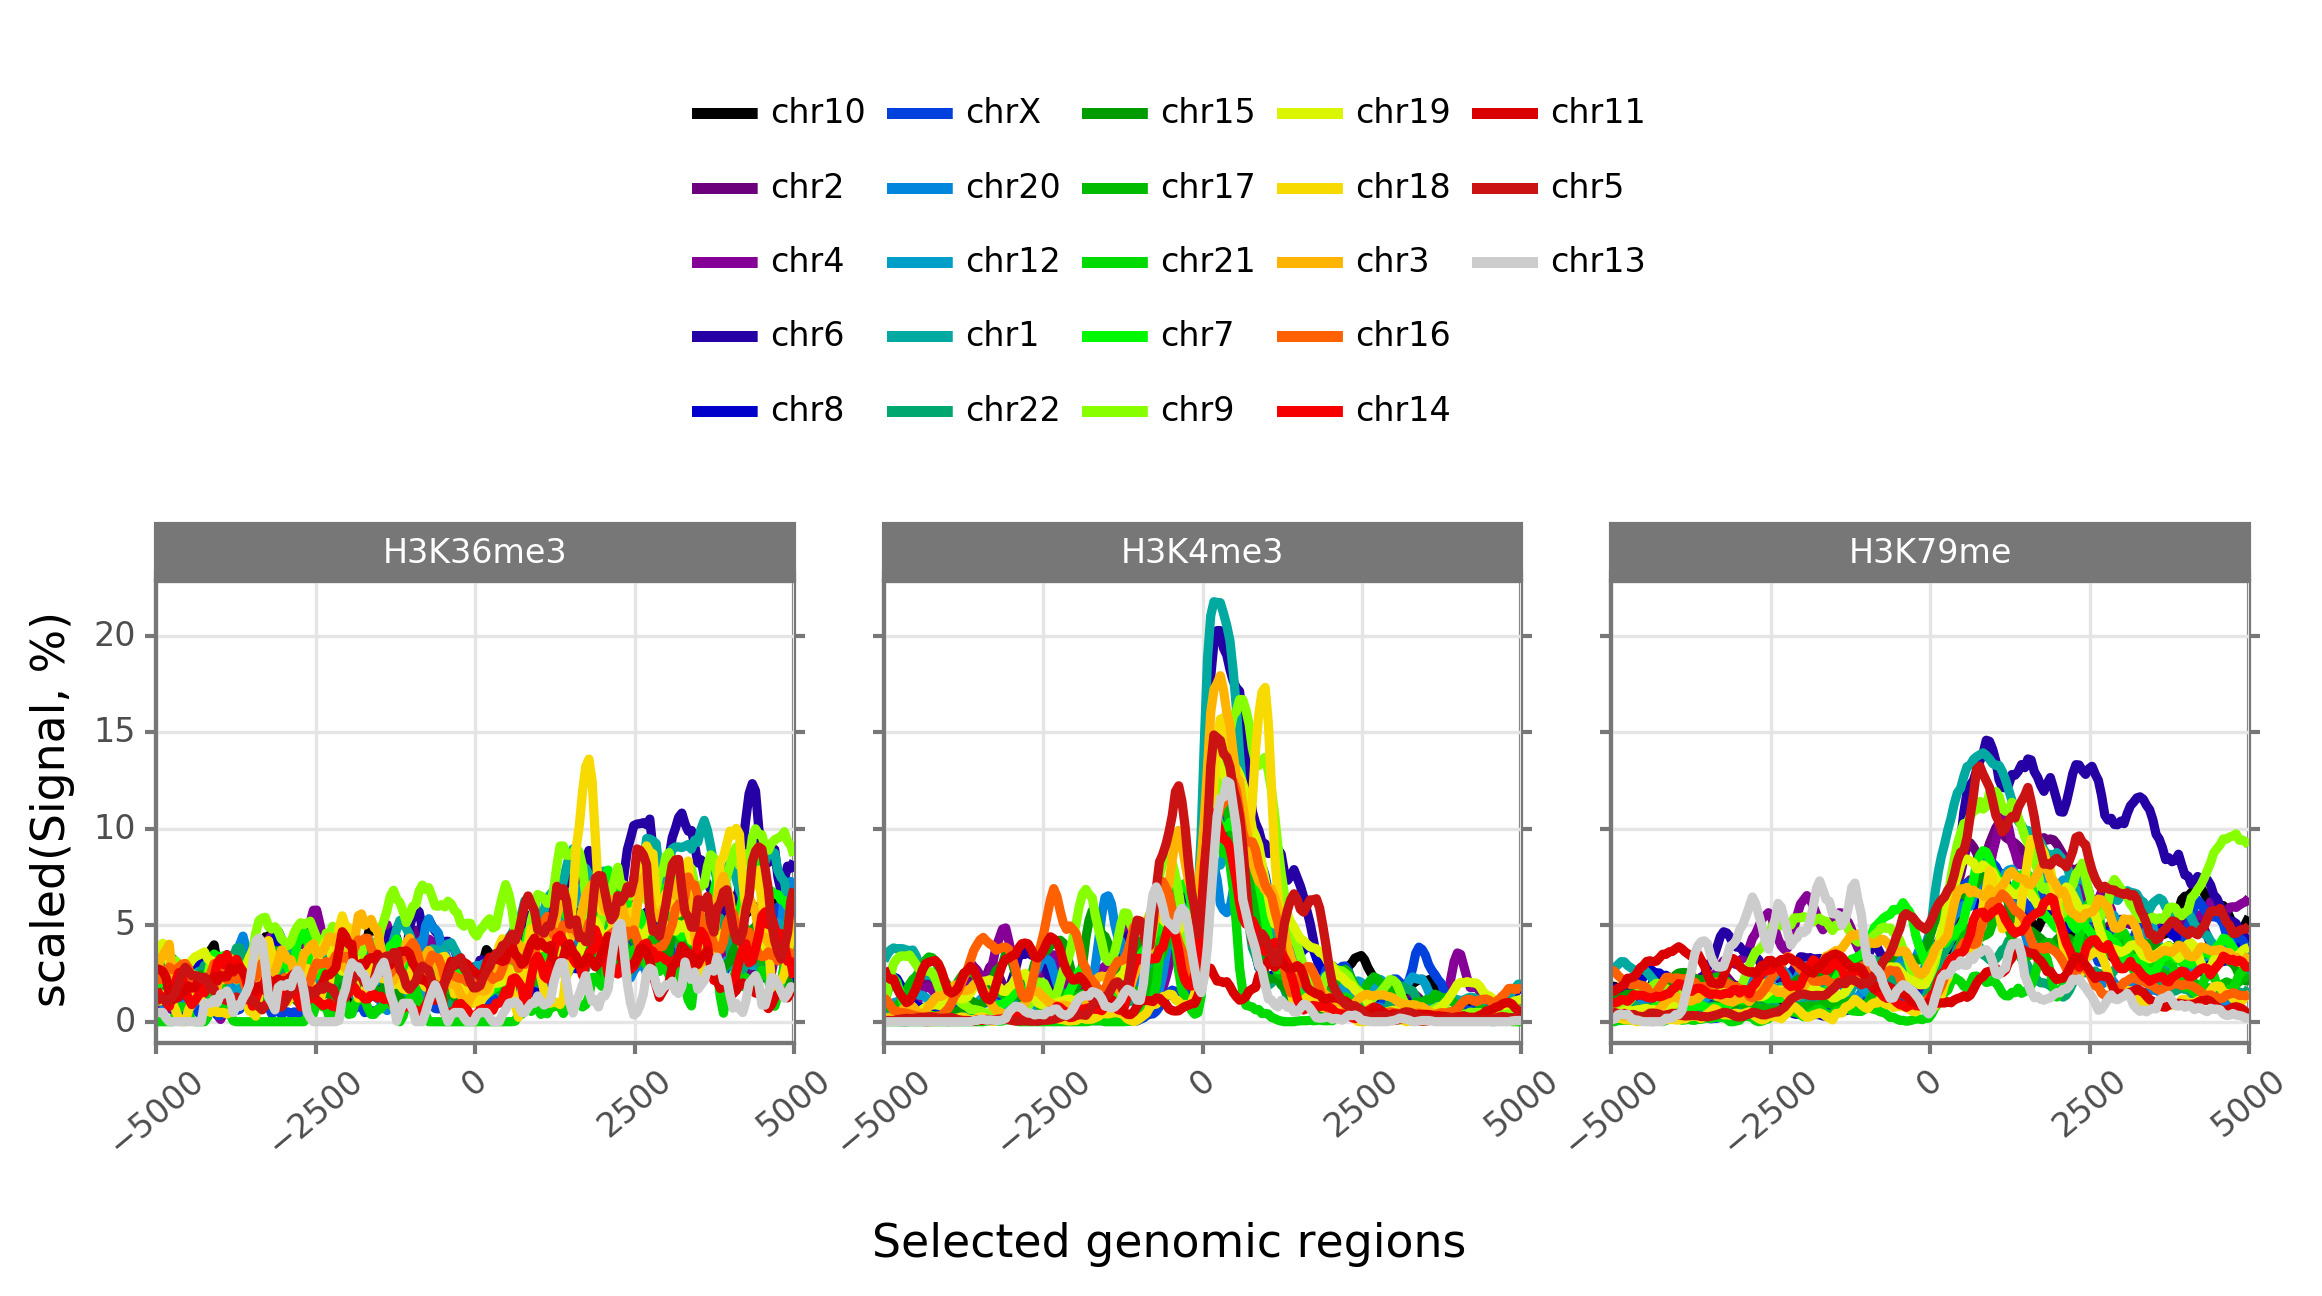 chr10 chrX chr15 chr19 chr11
chr2 chr20 chr17 chr18 chr5
chr4 chr12 chr21 chr3 chr13
chr6 chr1 chr7 chr16
chr8 chr22 chr9 chr14
H3K36me3 H3K4me3 H3K79me
scaled(Signal, %)
20
15
10
5
0
−5000 −2500 0 2500 5000 −5000 −2500 0 2500 5000 −5000 −2500 0 2500 5000
Selected genomic regions